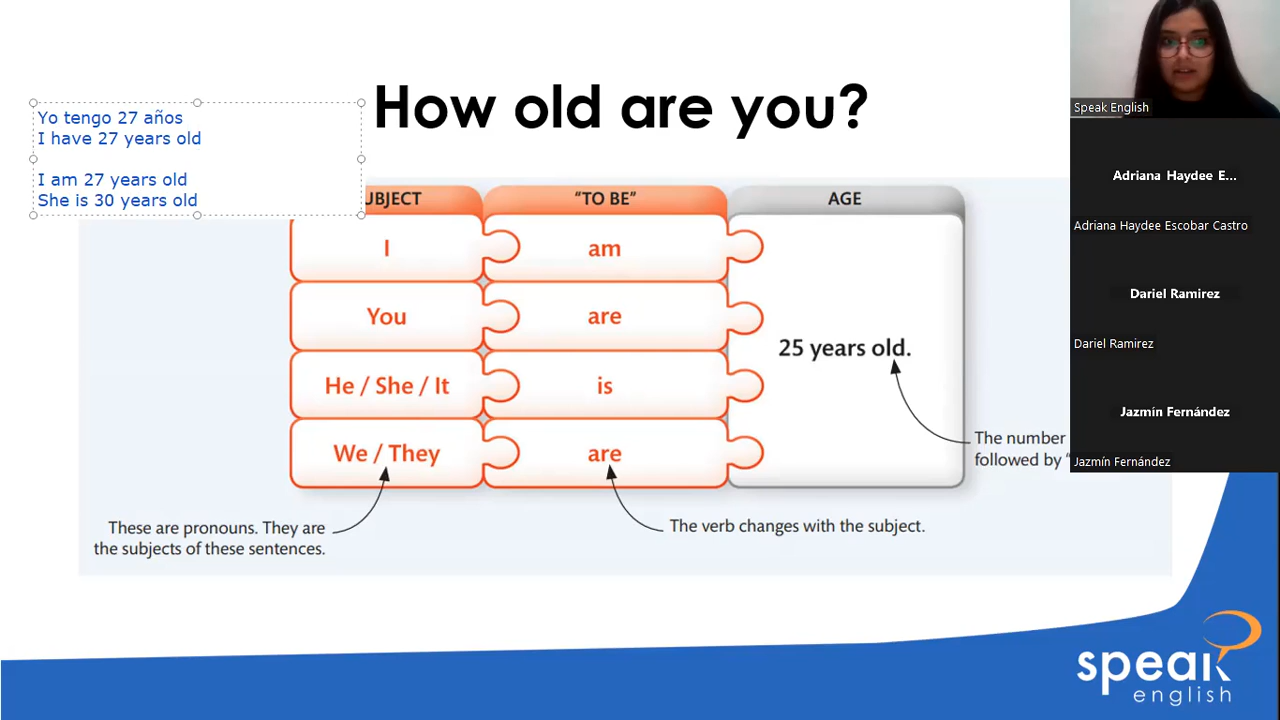 How old are you?
Yo tengo 27 años
I have 27 years old
I am 27 years old
She is 30 years old
UBJECT
"TO BE"
AGE
I
am
You
are
He / She / It
is
We / They
are
25 years old.
The number
followed by "
These are pronouns. They are
the subjects of these sentences.
The verb changes with the subject.
Speak English
Adriana Haydee E...
Adriana Haydee Escobar Castro
Dariel Ramirez
Dariel Ramirez
Jazmín Fernández
Jazmín Fernández
speak
english